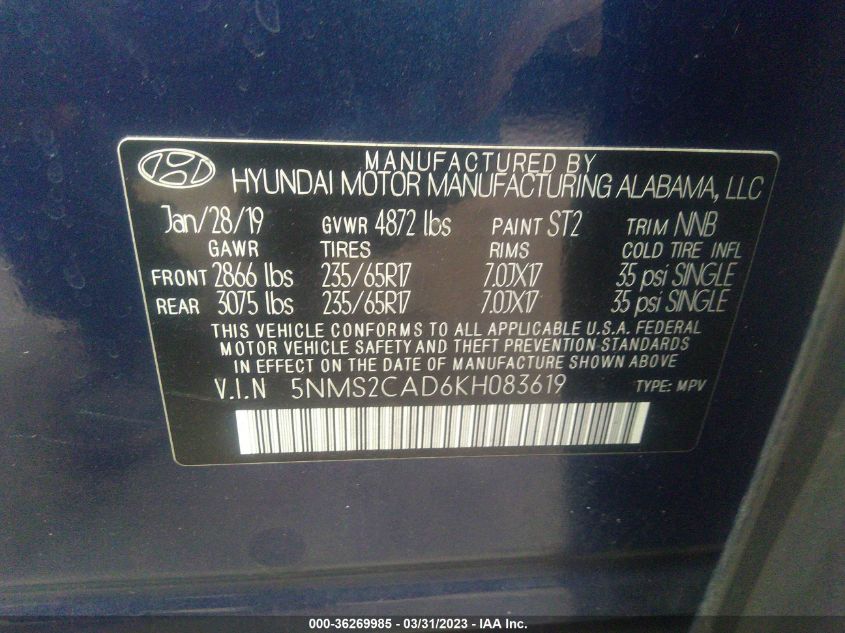 MANUFACTURED BY
HYUNDAI MOTOR MANUFACTURING ALABAMA, LLC
Jan/28/19 GVWR 4872 lbs PAINT ST2 TRIM NNB
GAWR TIRES RIMS COLD TIRE INFL
FRONT 2866 lbs 235/65R17 7.0JX17 35 psi SINGLE
REAR 3075 lbs 235/65R17 7.0JX17 35 psi SINGLE
THIS VEHICLE CONFORMS TO ALL APPLICABLE U.S.A. FEDERAL
MOTOR VEHICLE SAFETY AND THEFT PREVENTION STANDARDS
IN EFFECT ON THE DATE OF MANUFACTURE SHOWN ABOVE
V.I.N 5NMS2CAD6KH083619 TYPE: MPV
000-36269985 - 03/31/2023 - IAA Inc.